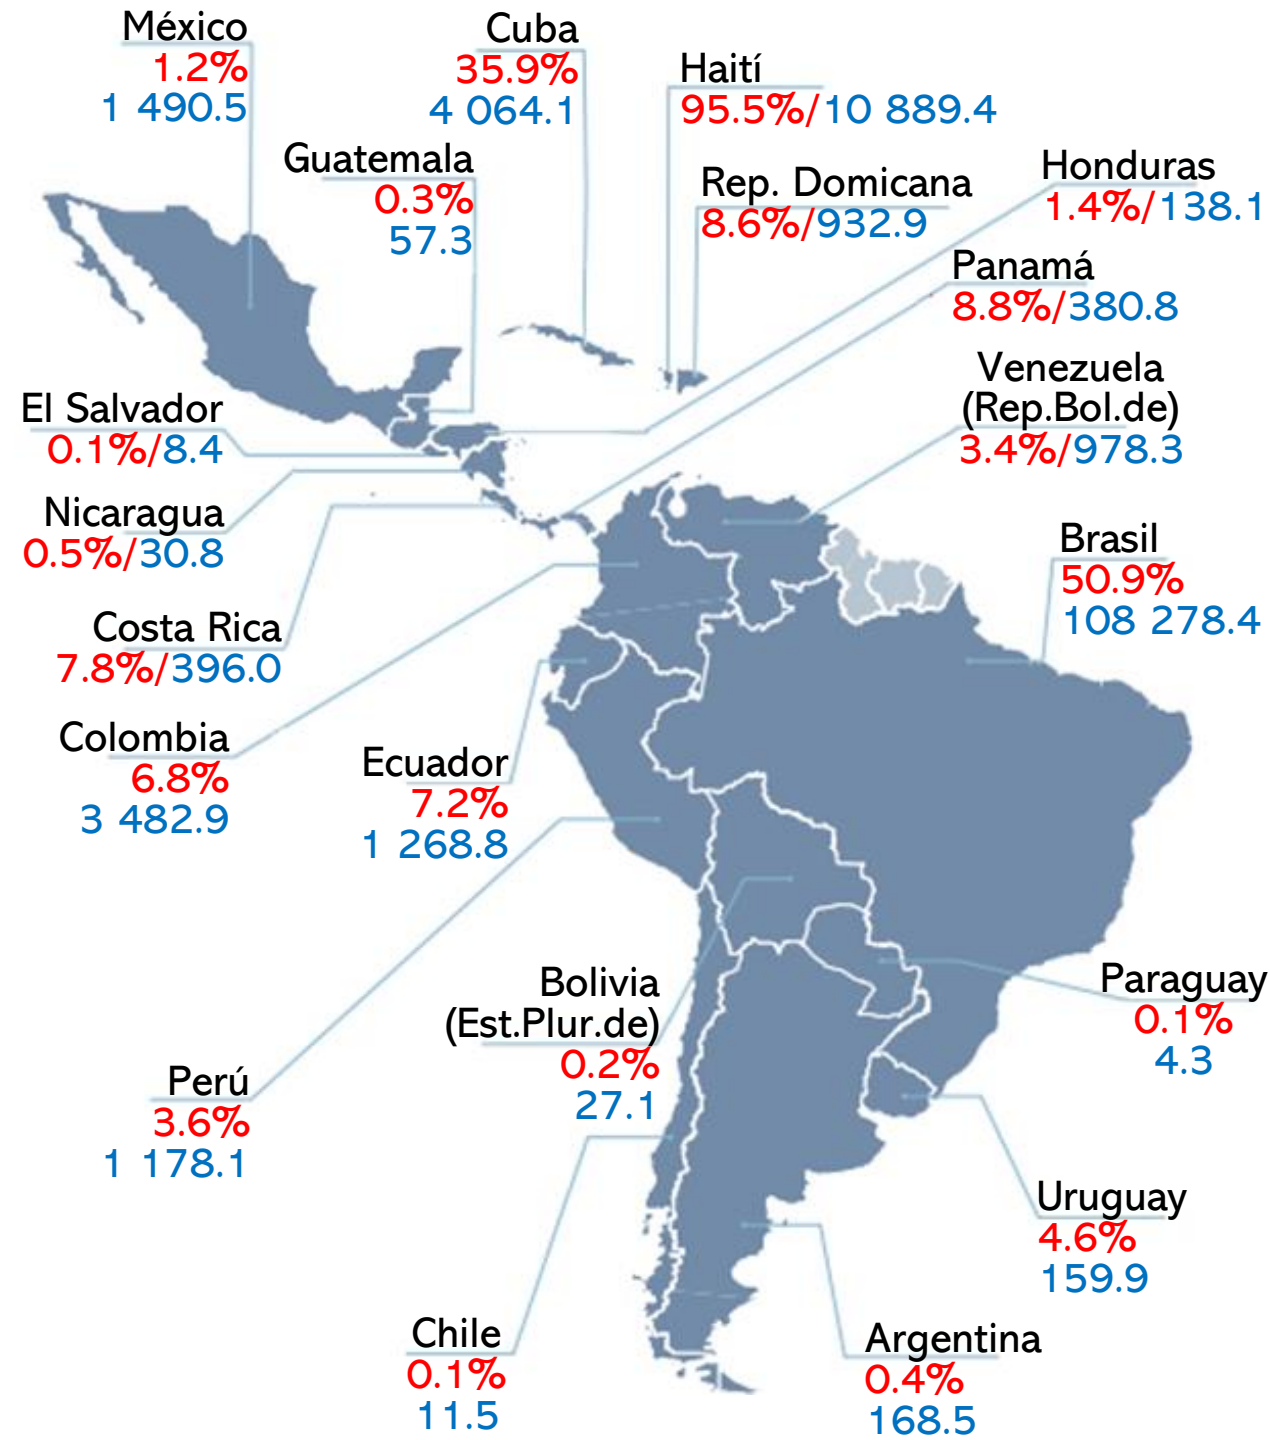 México
1.2%
1 490.5
Cuba
35.9%
4 064.1
Haití
95.5%/10 889.4
Guatemala
0.3%
57.3
Rep. Domicana
8.6%/932.9
Honduras
1.4%/138.1
Panamá
8.8%/380.8
Venezuela
(Rep.Bol.de)
3.4%/978.3
El Salvador
0.1%/8.4
Nicaragua
0.5%/30.8
Brasil
50.9%
108 278.4
Costa Rica
7.8%/396.0
Colombia
6.8%
3 482.9
Ecuador
7.2%
1 268.8
Bolivia
(Est.Plur.de)
0.2%
27.1
Paraguay
0.1%
4.3
Perú
3.6%
1 178.1
Uruguay
4.6%
159.9
Chile
0.1%
11.5
Argentina
0.4%
168.5